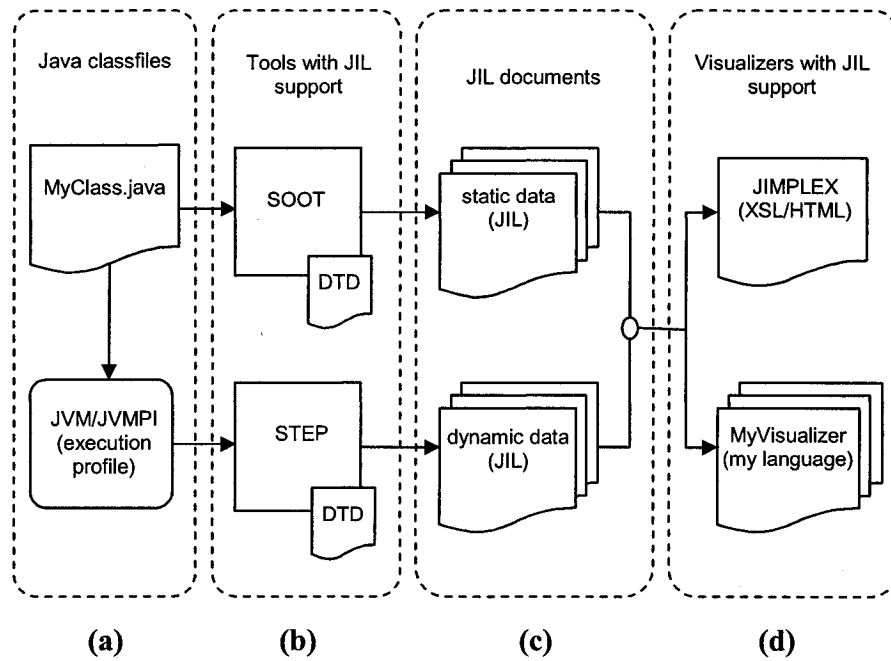 Java classfiles
MyClass.java
JVM/JVMPI
(execution
profile)
(a)
Tools with JIL
support
SOOT
DTD
STEP
DTD
(b)
JIL documents
static data
(JIL)
dynamic data
(JIL)
(c)
Visualizers with JIL
support
JIMPLEX
(XSL/HTML)
MyVisualizer
(my language)
(d)